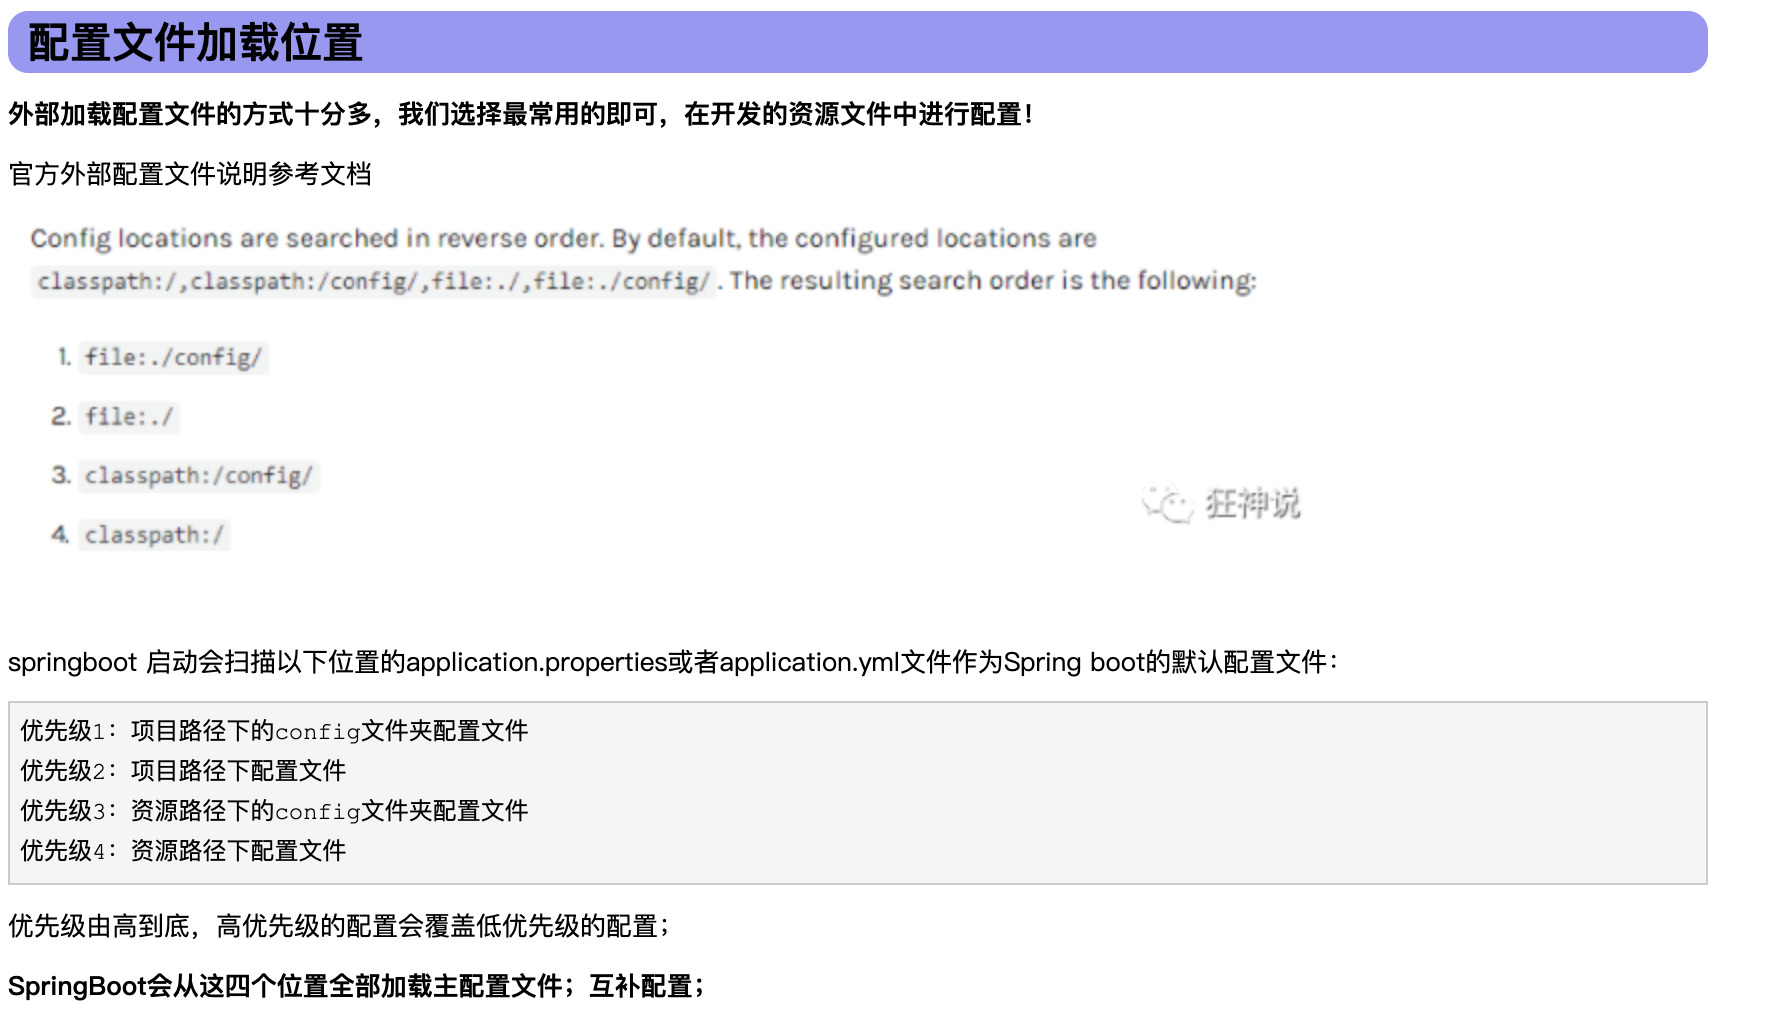 配置文件加载位置
外部加载配置文件的方式十分多，我们选择最常用的即可，在开发的资源文件中进行配置！
官方外部配置文件说明参考文档
Config locations are searched in reverse order. By default, the configured locations are
classpath:/,classpath:/config/,file:./,file:./config/. The resulting search order is the following:
1. file:./config/
2. file:./
3. classpath:/config/
狂神说
4. classpath:/
springboot 启动会扫描以下位置的application.properties或者application.yml文件作为Spring boot的默认配置文件：
优先级1：项目路径下的config文件夹配置文件
优先级2：项目路径下配置文件
优先级3：资源路径下的config文件夹配置文件
优先级4：资源路径下配置文件
优先级由高到底，高优先级的配置会覆盖低优先级的配置；
SpringBoot会从这四个位置全部加载主配置文件；互补配置；